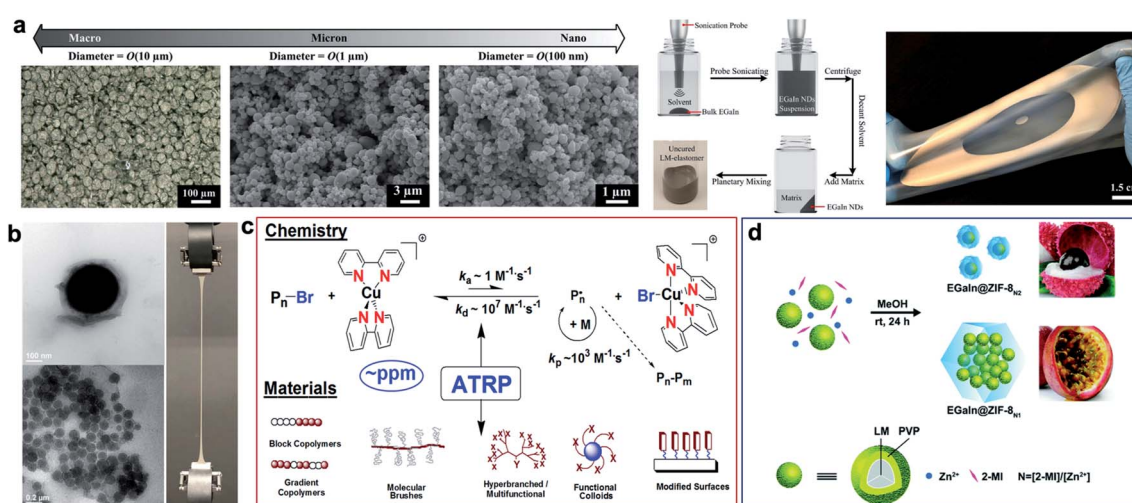 a
Macro Micron Nano
Diameter = O(10 µm) Diameter = O(1 µm) Diameter = O(100 nm)
100 µm
3 µm
1 µm
Sonication Probe
Solvent
Bulk EGaIn
Probe Sonicating
EGaIn NDs
Suspension
Centrifuge
Decant Solvent
Add Matrix
Matrix
EGaIn NDs
Planetary Mixing
Uncured
LM-elastomer
1.5 cm
b
100 nm
0.2 µm
c
Chemistry
Pn-Br + Cu
N N N N
⊕
ka ~ 1 M⁻¹·s⁻¹
kd ~ 10⁷ M⁻¹·s⁻¹
Pn• + Br-Cu
N N N N
⊕
+ M
kp ~10³ M⁻¹·s⁻¹
Pn-Pm
~ppm
ATRP
Materials
Block Copolymers
Gradient
Copolymers
Molecular
Brushes
X X X X X X X X
Y
Hyperbranched /
Multifunctional
X X X X X X X X
Functional
Colloids
X X X X X
Modified Surfaces
d
MeOH
rt, 24 h
EGaIn@ZIF-8N2
EGaIn@ZIF-8N1
LM PVP
Zn²⁺ 2-MI N=[2-MI]/[Zn²⁺]